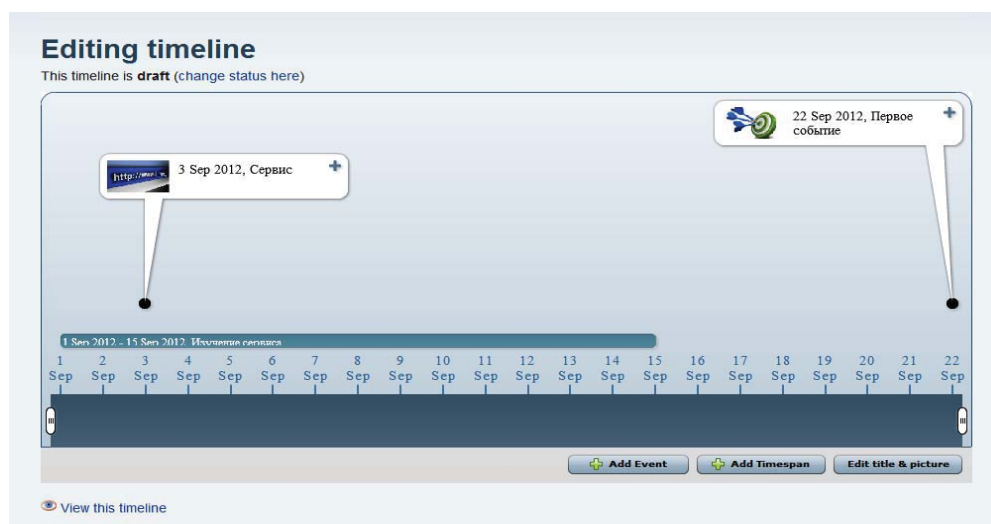 Editing timeline
This timeline is draft (change status here)
22 Sep 2012, Первое
событие
3 Sep 2012, Сервис
http://www.
1 Sep 2012 - 15 Sep 2012, Изучение сервиса
1 2 3 4 5 6 7 8 9 10 11 12 13 14 15 16 17 18 19 20 21 22
Sep Sep Sep Sep Sep Sep Sep Sep Sep Sep Sep Sep Sep Sep Sep Sep Sep Sep Sep Sep Sep Sep
Add Event
Add Timespan
Edit title & picture
View this timeline